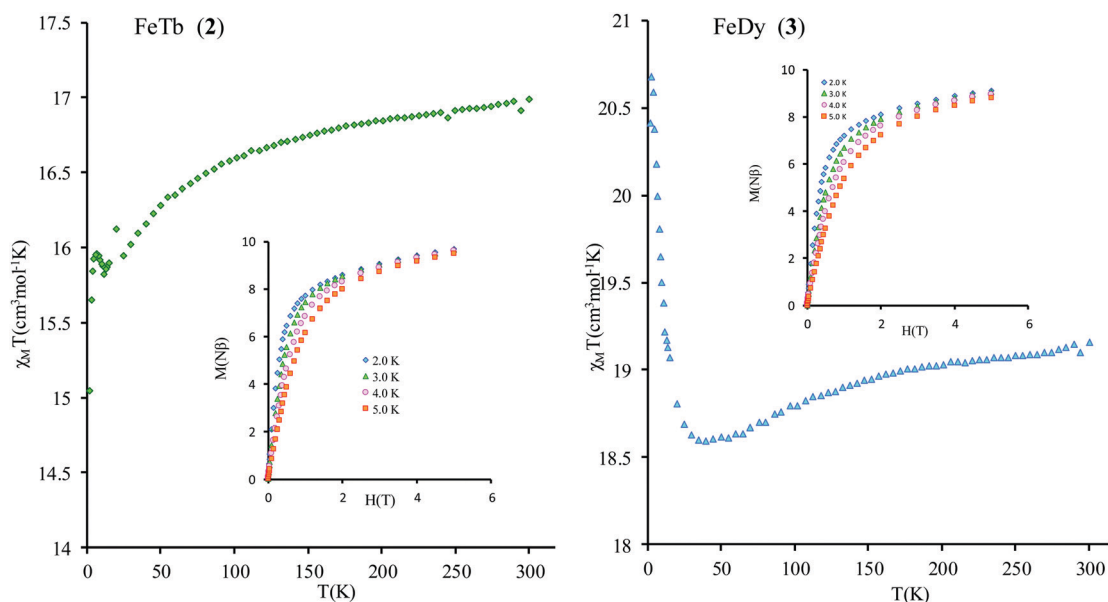 FeTb (2)
17.5
17
16.5
16
15.5
15
14.5
14
χMT(cm³mol⁻¹K)
0
50
100
150
200
250
300
T(K)
10
8
6
4
2
0
M(Nβ)
0
2
4
6
H(T)
2.0 K
3.0 K
4.0 K
5.0 K
FeDy (3)
21
20.5
20
19.5
19
18.5
18
χMT(cm³mol⁻¹K)
0
50
100
150
200
250
300
T(K)
10
8
6
4
2
0
M(Nβ)
0
2
4
6
H(T)
2.0 K
3.0 K
4.0 K
5.0 K